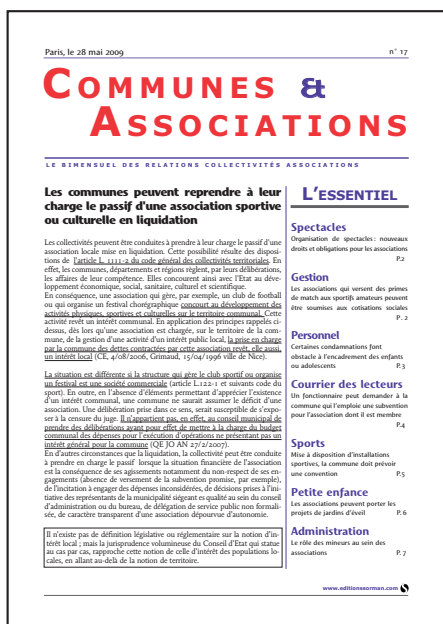 Paris, le 28 mai 2009
n° 17
COMMUNES &
ASSOCIATIONS
LE BIMENSUEL DES RELATIONS COLLECTIVITÉS ASSOCIATIONS
Les communes peuvent reprendre à leur
charge le passif d'une association sportive
ou culturelle en liquidation
Les collectivités peuvent être conduites à prendre à leur charge le passif d'une
association locale mise en liquidation. Cette possibilité résulte des disposi-
tions de l'article L. 1111-2 du code général des collectivités territoriales. En
effet, les communes, départements et régions règlent, par leurs délibérations,
les affaires de leur compétence. Elles concourent ainsi avec l'Etat au déve-
loppement économique, social, sanitaire, culturel et scientifique.
En conséquence, une association qui gère, par exemple, un club de football
ou qui organise un festival chorégraphique concourt au développement des
activités physiques, sportives et culturelles sur le territoire communal. Cette
activité revêt un intérêt communal. En application des principes rappelés ci-
dessus, dès lors qu'une association est chargée, sur le territoire de la com-
mune, de la gestion d'une activité d'un intérêt public local, la prise en charge
par la commune des dettes contractées par cette association revêt, elle aussi,
un intérêt local (CE, 4/08/2006, Grimaud, 15/04/1996 ville de Nice).
La situation est différente si la structure qui gère le club sportif ou organise
un festival est une société commerciale (article L.122-1 et suivants code du
sport). En outre, en l'absence d'éléments permettant d'apprécier l'existence
d'un intérêt communal, une commune ne saurait assumer le déficit d'une
association. Une délibération prise dans ce sens, serait susceptible de s'expo-
ser à la censure du juge. Il n'appartient pas, en effet, au conseil municipal de
prendre des délibérations ayant pour effet de mettre à la charge du budget
communal des dépenses pour l'exécution d'opérations ne présentant pas un
intérêt général pour la commune (QE JO AN 27/2/2007).
En d'autres circonstances que la liquidation, la collectivité peut être conduite
à prendre en charge le passif lorsque la situation financière de l'association
est la conséquence de ses agissements notamment du non-respect de ses en-
gagements (absence de versement de la subvention promise, par exemple),
de l'incitation à engager des dépenses inconsidérées, de décisions prises à l'ini-
tiative des représentants de la municipalité siégeant es qualité au sein du conseil
d'administration ou du bureau, de délégation de service public non formali-
sée, de caractère transparent d'une association dépourvue d'autonomie.
Il n'existe pas de définition législative ou réglementaire sur la notion d'in-
térêt local ; mais la jurisprudence volumineuse du Conseil d'Etat qui statue
au cas par cas, rapproche cette notion de celle d'intérêt des populations lo-
cales, en allant au-delà de la notion de territoire.
L'ESSENTIEL
Spectacles
Organisation de spectacles : nouveaux
droits et obligations pour les associations
P.2
Gestion
Les associations qui versent des primes
de match aux sportifs amateurs peuvent
être soumises aux cotisations sociales
P. 2
Personnel
Certaines condamnations font
obstacle à l'encadrement des enfants
ou adolescents P.3
Courrier des lecteurs
Un fonctionnaire peut demander à la
commune qui l'emploie une subvention
pour l'association dont il est membre
P.4
Sports
Mise à disposition d'installations
sportives, la commune doit prévoir
une convention P.5
Petite enfance
Les associations peuvent porter les
projets de jardins d'éveil P. 6
Administration
Le rôle des mineurs au sein des
associations P. 7
www.editionssorman.com